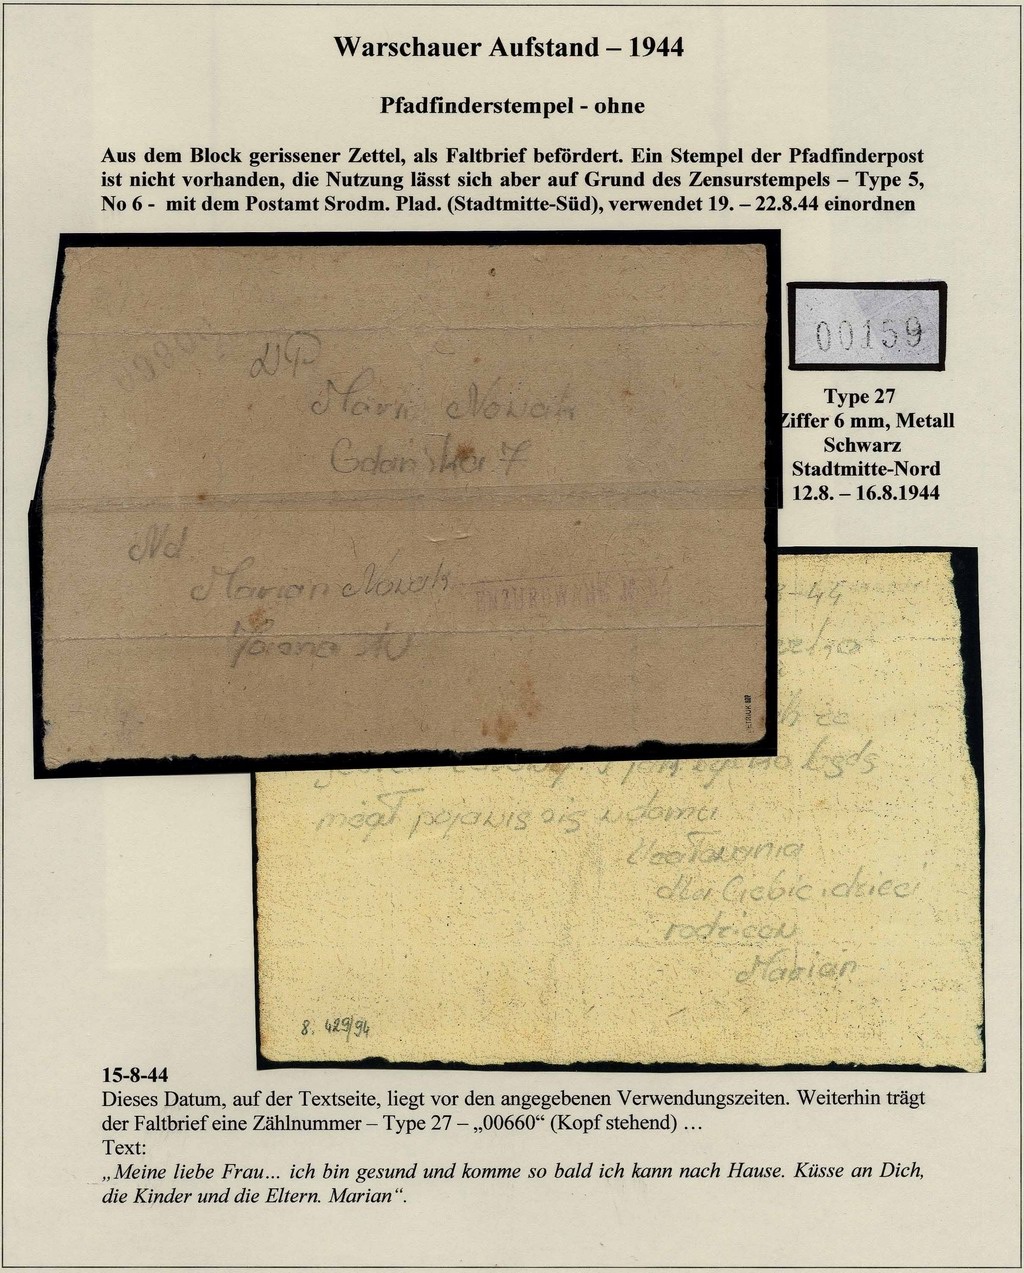 Warschauer Aufstand – 1944
Pfadfinderstempel - ohne
Aus dem Block gerissener Zettel, als Faltbrief befördert. Ein Stempel der Pfadfinderpost
ist nicht vorhanden, die Nutzung lässt sich aber auf Grund des Zensurstempels – Type 5,
No 6 - mit dem Postamt Srodm. Plad. (Stadtmitte-Süd), verwendet 19. – 22.8.44 einordnen
00159
Type 27
Ziffer 6 mm, Metall
Schwarz
Stadtmitte-Nord
12.8. – 16.8.1944
Nowak
7
Nd
Marian Nowak
-44
ch ze
mógł pojawić się w domu
Ucałowania
dla Ciebie, dzieci
rodziców
Marian
8. 429/94
15-8-44
Dieses Datum, auf der Textseite, liegt vor den angegebenen Verwendungszeiten. Weiterhin trägt
der Faltbrief eine Zählnummer – Type 27 – „00660“ (Kopf stehend) …
Text:
„Meine liebe Frau… ich bin gesund und komme so bald ich kann nach Hause. Küsse an Dich,
die Kinder und die Eltern. Marian“.